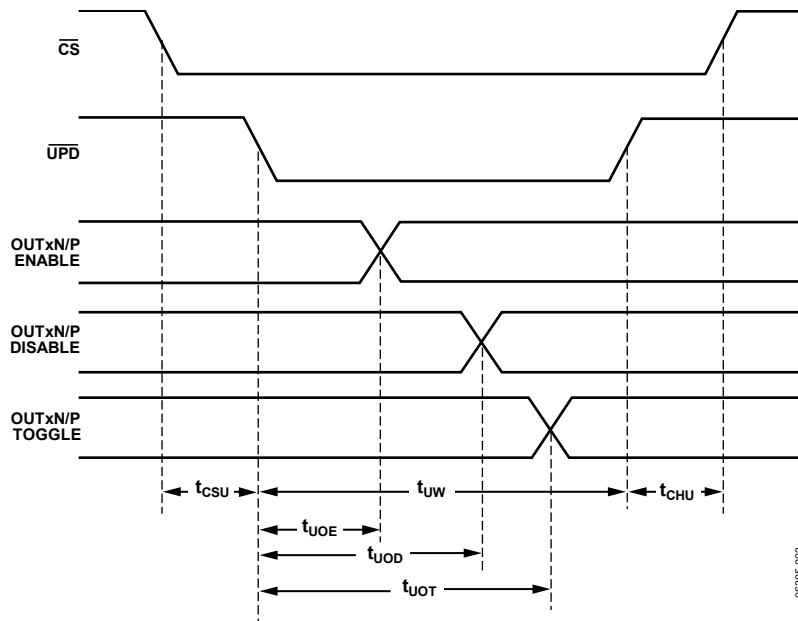 CS
UPD
OUTxN/P
ENABLE
OUTxN/P
DISABLE
OUTxN/P
TOGGLE
tCSU
tUW
tCHU
tUOE
tUOD
tUOT